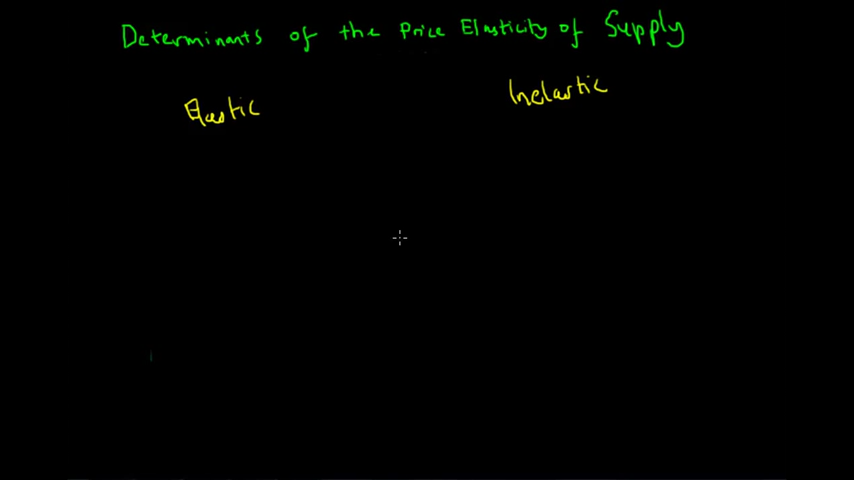 Determinants of the Price Elasticity of Supply
Elastic
Inelastic